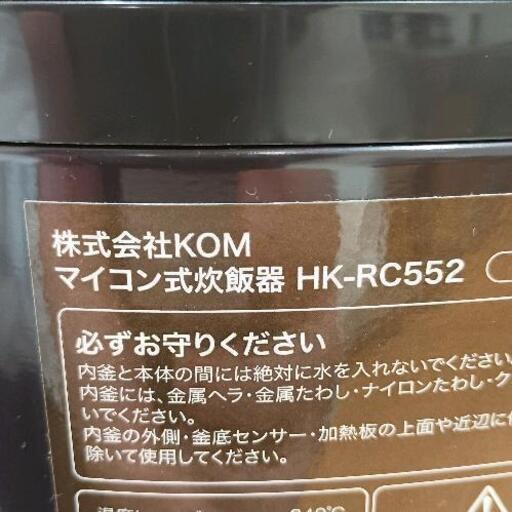 株式会社KOM
マイコン式炊飯器 HK-RC552
必ずお守りください
内釜と本体の間には絶対に水を入れないでください。
内釜には、金属ヘラ・金属たわし・ナイロンたわし・ク
いでください。
内釜の外側・釜底センサー・加熱板の上面や近辺に
除いて使用してください。